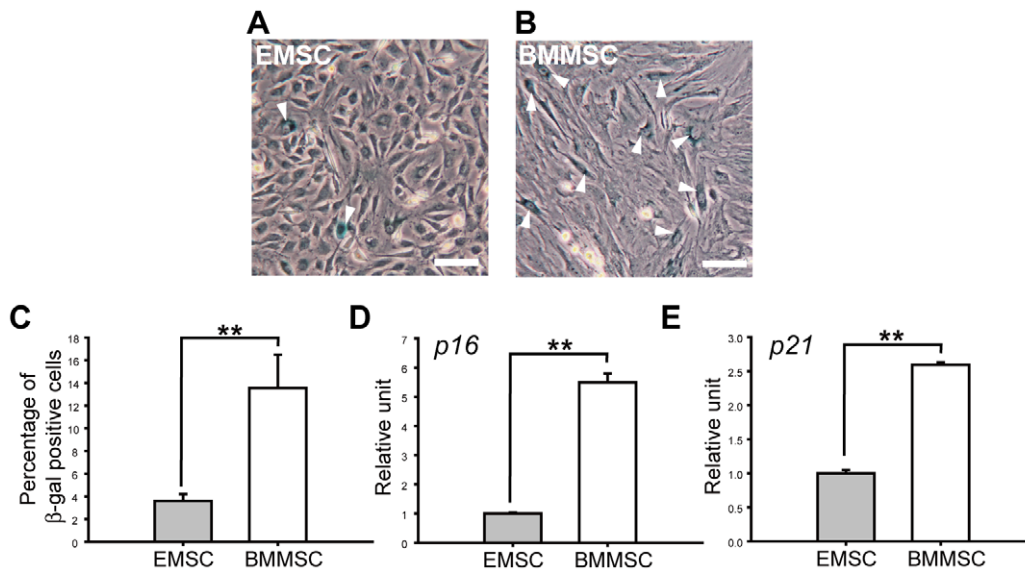 A
B
EMSC
BMMSC
C
D
E
Percentage of
β-gal positive cells
18
16
14
12
10
8
6
4
2
0
**
EMSC
BMMSC
p16
Relative unit
7
6
5
4
3
2
1
0
**
EMSC
BMMSC
p21
Relative unit
3.0
2.5
2.0
1.5
1.0
0.5
0.0
**
EMSC
BMMSC